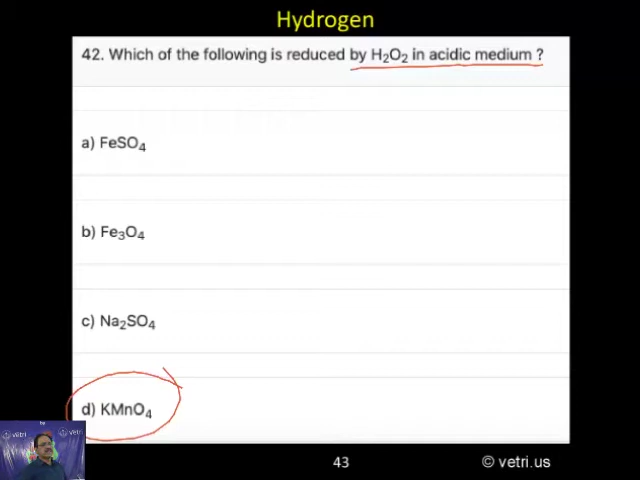 Hydrogen
42. Which of the following is reduced by H₂O₂ in acidic medium ?
a) FeSO₄
b) Fe₃O₄
c) Na₂SO₄
d) KMnO₄
43
© vetri.us